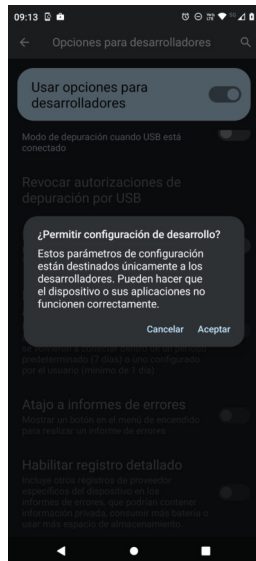 09:13
5G
Opciones para desarrolladores
Usar opciones para
desarrolladores
Modo de depuración cuando USB está
conectado
Revocar autorizaciones de
depuración por USB
¿Permitir configuración de desarrollo?
Estos parámetros de configuración
están destinados únicamente a los
desarrolladores. Pueden hacer que
el dispositivo o sus aplicaciones no
funcionen correctamente.
Cancelar Aceptar
predeterminado (7 días) o uno configurado
por el usuario (mínimo de 1 día)
Atajo a informes de errores
Mostrar un botón en el menú de encendido
para realizar un informe de errores
Habilitar registro detallado
Incluye otros registros de proveedor
específicos del dispositivo en los
informes de errores, que podrían contener
información privada, consumir más batería o
usar más espacio de almacenamiento.